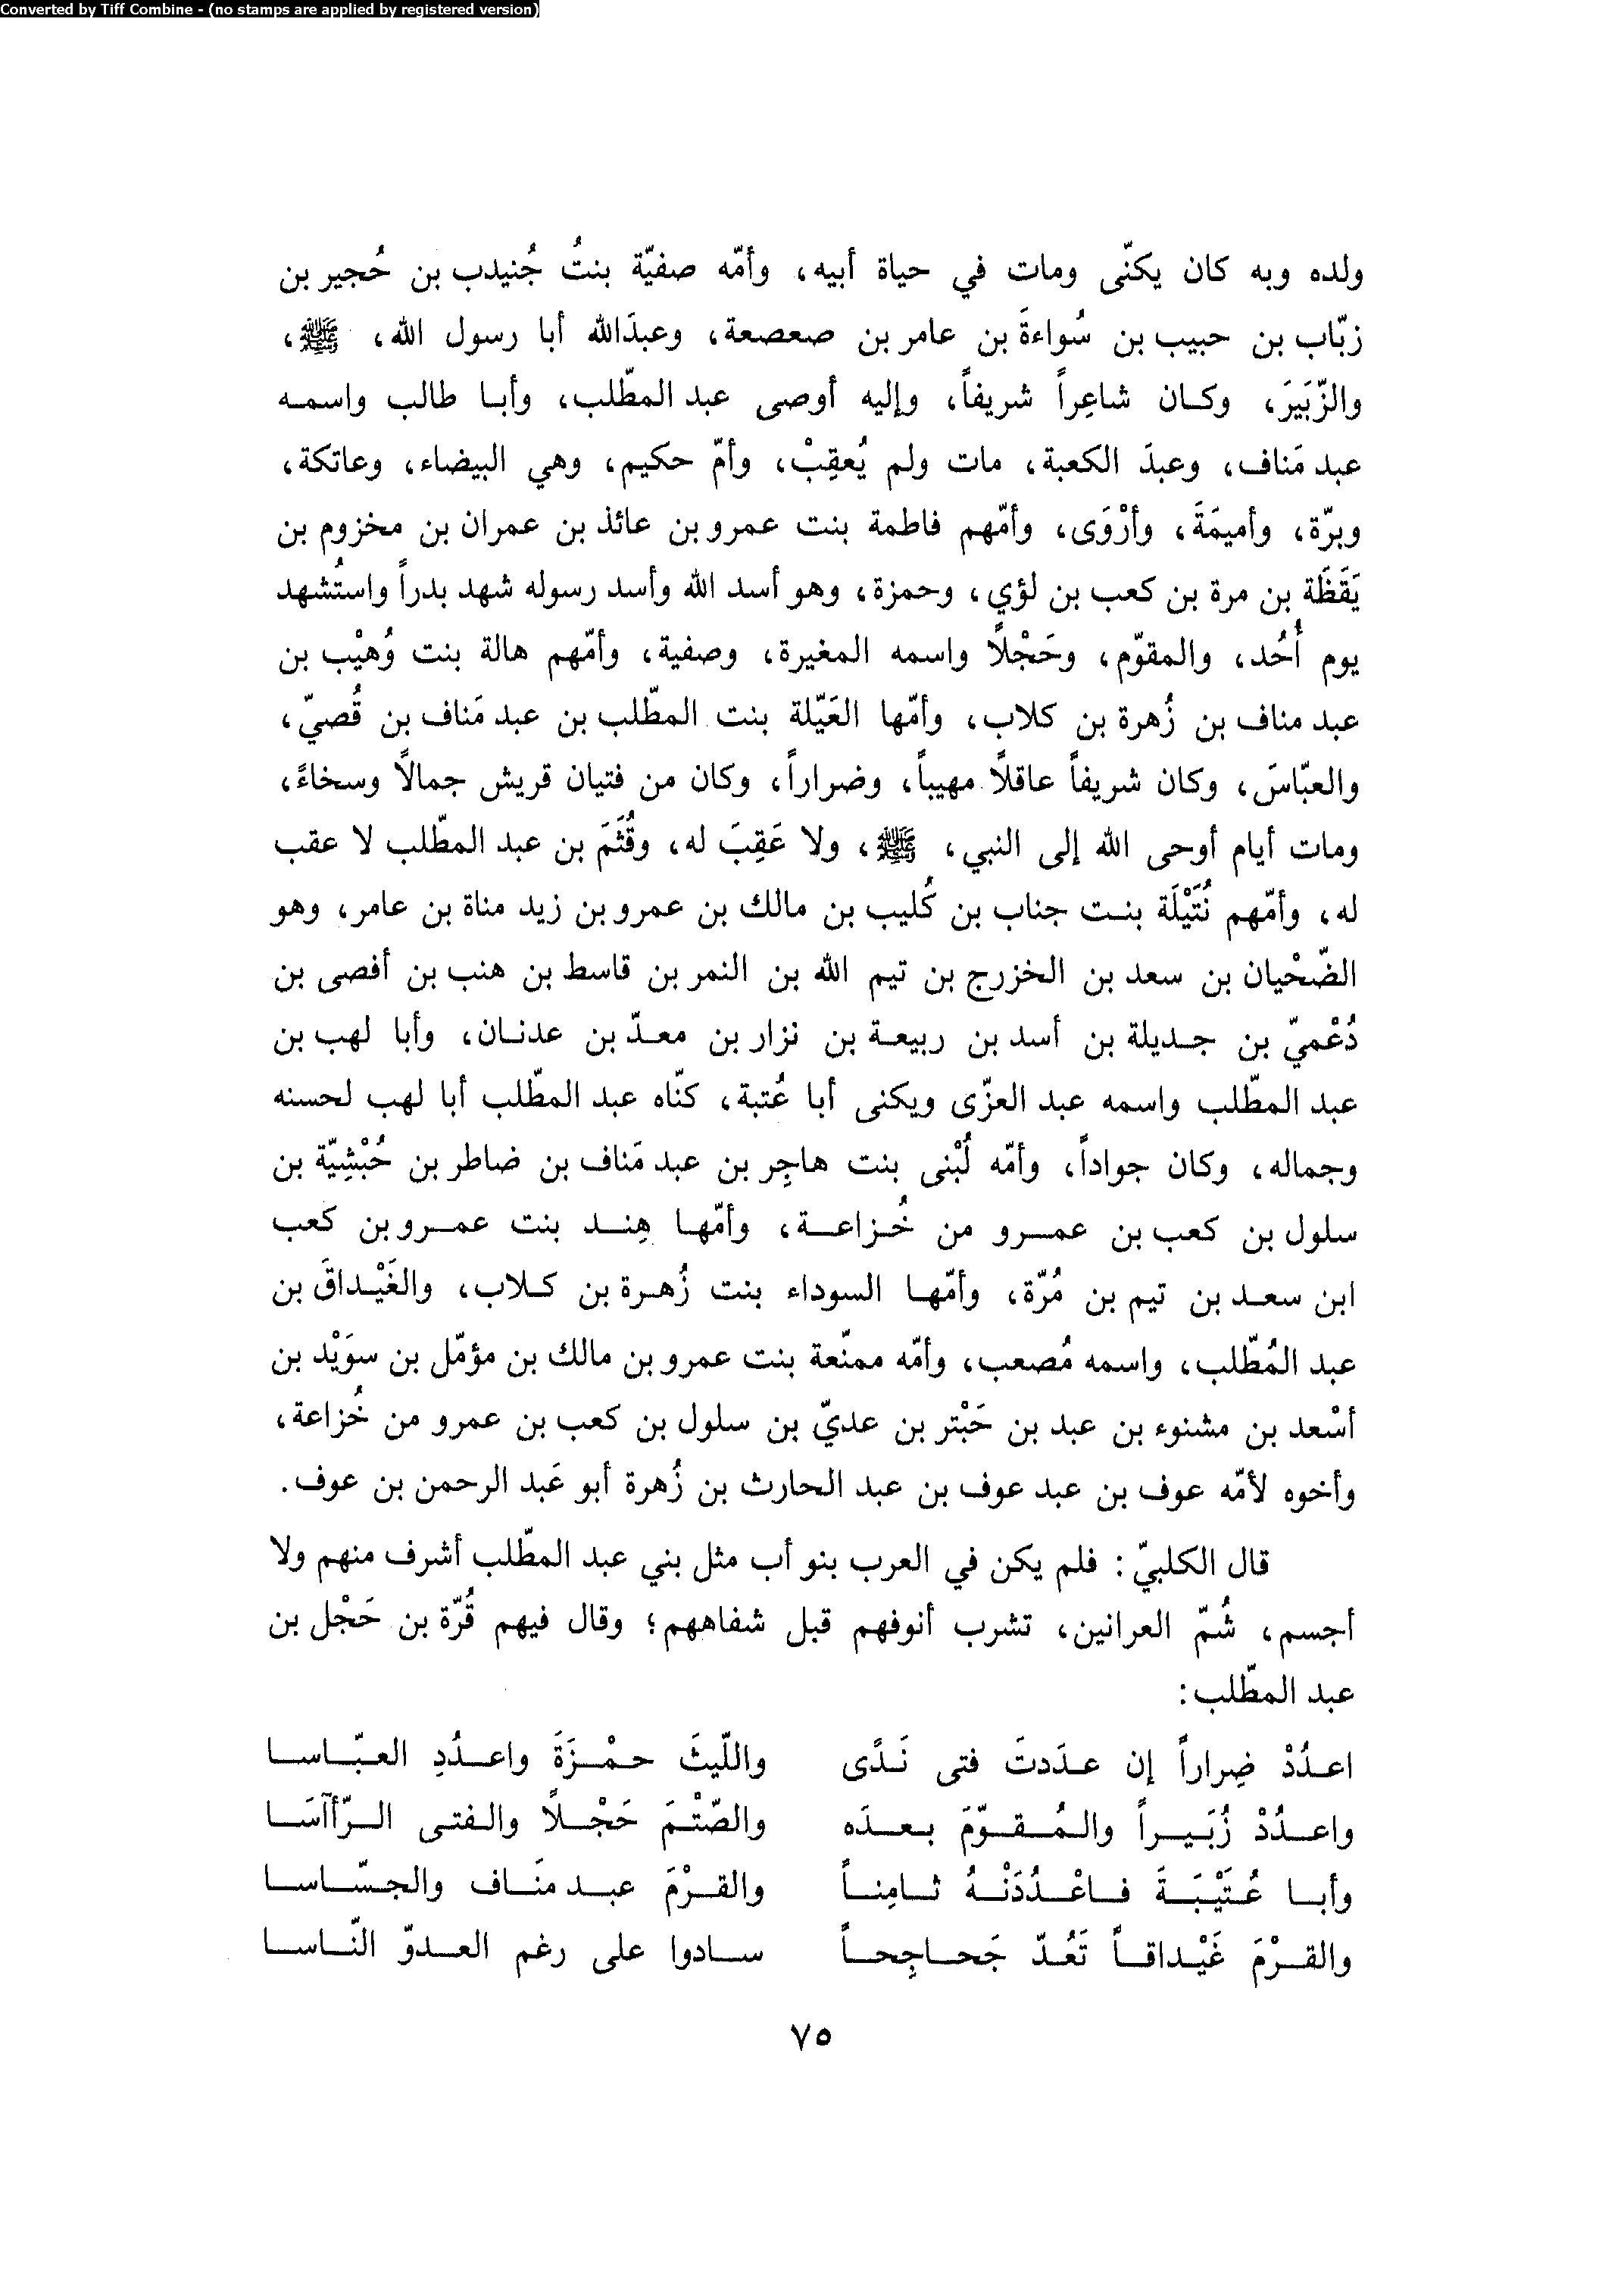 Converted by Tiff Combine - (no stamps are applied by registered version)
ولده وبه كان يكنّى ومات في حياة أبيه، وأمّه صفيّة بنتُ جُنيدب بن حُجير بن
زبّاب بن حبيب بن سُواءةَ بن عامر بن صعصعة، وعبدَالله أبا رسول الله، ﷺ،
والزّبَيرَ، وكان شاعِراً شريفاً، وإليه أوصى عبد المطّلب، وأبا طالب واسمه
عبد مَناف، وعبدَ الكعبة، مات ولم يُعقِبْ، وأمّ حكيم، وهي البيضاء، وعاتكة،
وبرّة، وأميمَةَ، وأرْوَى، وأمّهم فاطمة بنت عمرو بن عائذ بن عمران بن مخزوم بن
يَقَظَة بن مرة بن كعب بن لؤي، وحمزة، وهو أسد الله وأسد رسوله شهد بدراً واستُشهد
يوم أُحُد، والمقوّم، وحَجْلاً واسمه المغيرة، وصفية، وأمّهم هالة بنت وُهيْب بن
عبد مناف بن زُهرة بن كلاب، وأمّها العَيّلة بنت المطّلب بن عبد مَناف بن قُصيّ،
والعبّاسَ، وكان شريفاً عاقلاً مهيباً، وضراراً، وكان من فتيان قريش جمالاً وسخاءً،
ومات أيام أوحى الله إلى النبي، ﷺ، ولا عَقِبَ له، وقُثَمَ بن عبد المطّلب لا عقب
له، وأمّهم نُتَيْلَة بنت جناب بن كُليب بن مالك بن عمرو بن زيد مناة بن عامر، وهو
الضّحْيان بن سعد بن الخزرج بن تيم الله بن النمر بن قاسط بن هنب بن أفصى بن
دُعْميّ بن جديلة بن أسد بن ربيعة بن نزار بن معدّ بن عدنان، وأبا لهب بن
عبد المطّلب واسمه عبد العزّى ويكنى أبا عُتبة، كنّاه عبد المطّلب أبا لهب لحسنه
وجماله، وكان جواداً، وأمّه لُبْنى بنت هاجِر بن عبد مَناف بن ضاطر بن حُبْشِيّة بن
سلول بن كعب بن عمرو من خُزاعة، وأمّها هِند بنت عمرو بن كعب
ابن سعد بن تيم بن مُرّة، وأمّها السوداء بنت زُهرة بن كلاب، والغَيْداقَ بن
عبد المُطّلب، واسمه مُصعب، وأمّه ممنّعة بنت عمرو بن مالك بن مؤمّل بن سوَيْد بن
أسْعد بن مشنوء بن عبد بن حَبْتر بن عديّ بن سلول بن كعب بن عمرو من خُزاعة،
وأخوه لأمّه عوف بن عبد عوف بن عبد الحارث بن زُهرة أبو عَبد الرحمن بن عوف.
قال الكلبيّ: فلم يكن في العرب بنو أب مثل بني عبد المطّلب أشرف منهم ولا
أجسم، شُمّ العرانين، تشرب أنوفهم قبل شفاههم؛ وقال فيهم قُرّة بن حَجْل بن
عبد المطّلب:
اعدُدْ ضِراراً إن عدَدتَ فتى نَدًى واللّيثَ حمْزَةَ واعدُدِ العبّاسا
واعدُدْ زُبَيراً والمُقوّمَ بعدَه والصّتْمَ حَجْلاً والفتى الرّأآسَا
وأبا عُتَيْبَةَ فاعْدُدَنْهُ ثامِناً والقرْمَ عبد منَاف والجسّاسا
والقرْمَ غَيْداقاً تَعُدّ جَحاجِحاً سادوا على رغم العدوّ النّاسا
٧٥